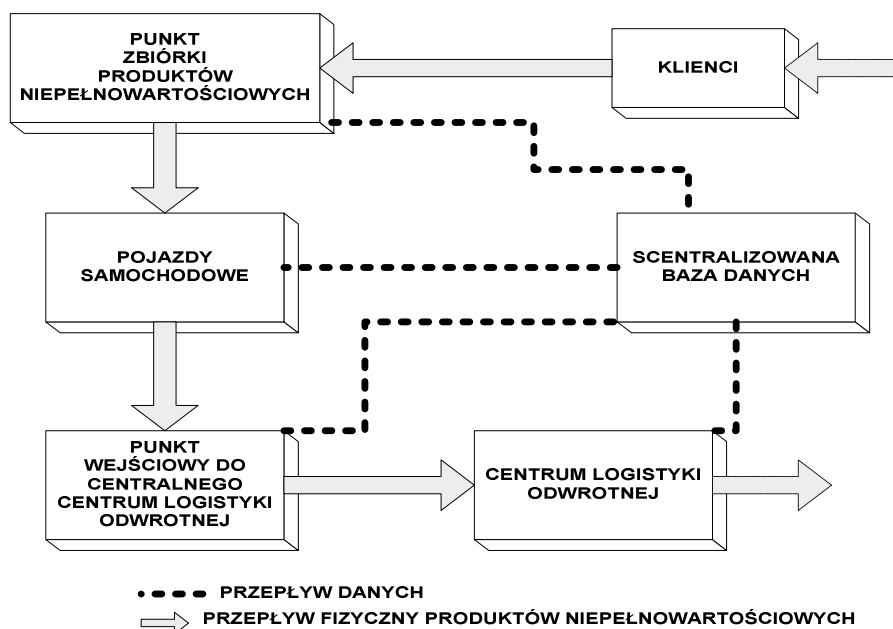 PUNKT
ZBIÓRKI
PRODUKTÓW
NIEPEŁNOWARTOŚCIOWYCH
KLIENCI
POJAZDY
SAMOCHODOWE
SCENTRALIZOWANA
BAZA DANYCH
PUNKT
WEJŚCIOWY DO
CENTRALNEGO
CENTRUM LOGISTYKI
ODWROTNEJ
CENTRUM LOGISTYKI
ODWROTNEJ
PRZEPŁYW DANYCH
PRZEPŁYW FIZYCZNY PRODUKTÓW NIEPEŁNOWARTOŚCIOWYCH